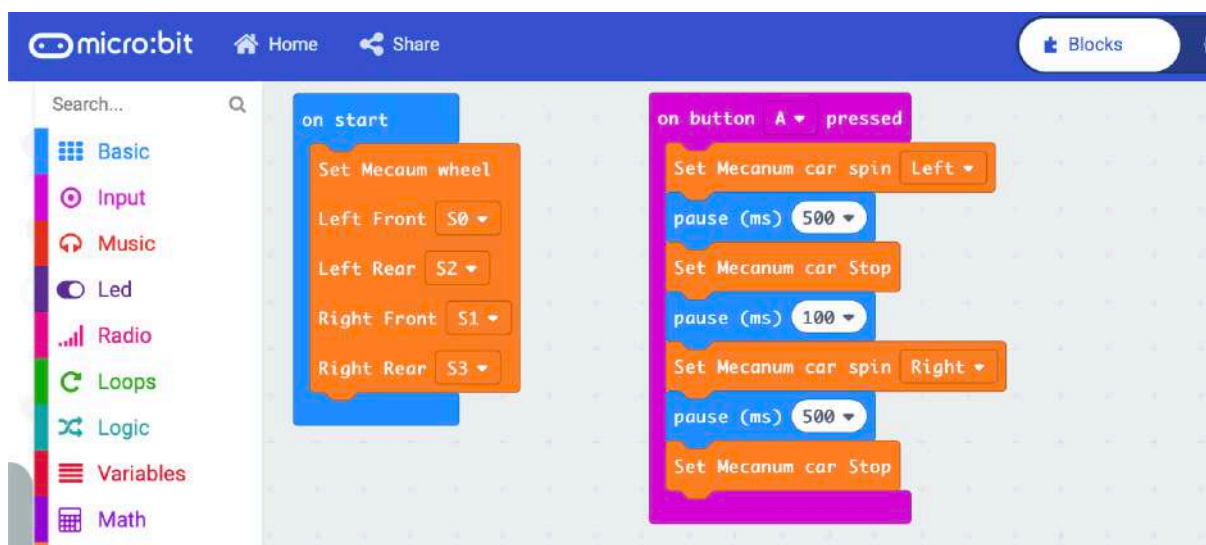 micro:bit Home Share Blocks
Search...
Basic
Input
Music
Led
Radio
Loops
Logic
Variables
Math
on start
Set Mecaum wheel
Left Front S0
Left Rear S2
Right Front S1
Right Rear S3
on button A pressed
Set Mecanum car spin Left
pause (ms) 500
Set Mecanum car Stop
pause (ms) 100
Set Mecanum car spin Right
pause (ms) 500
Set Mecanum car Stop